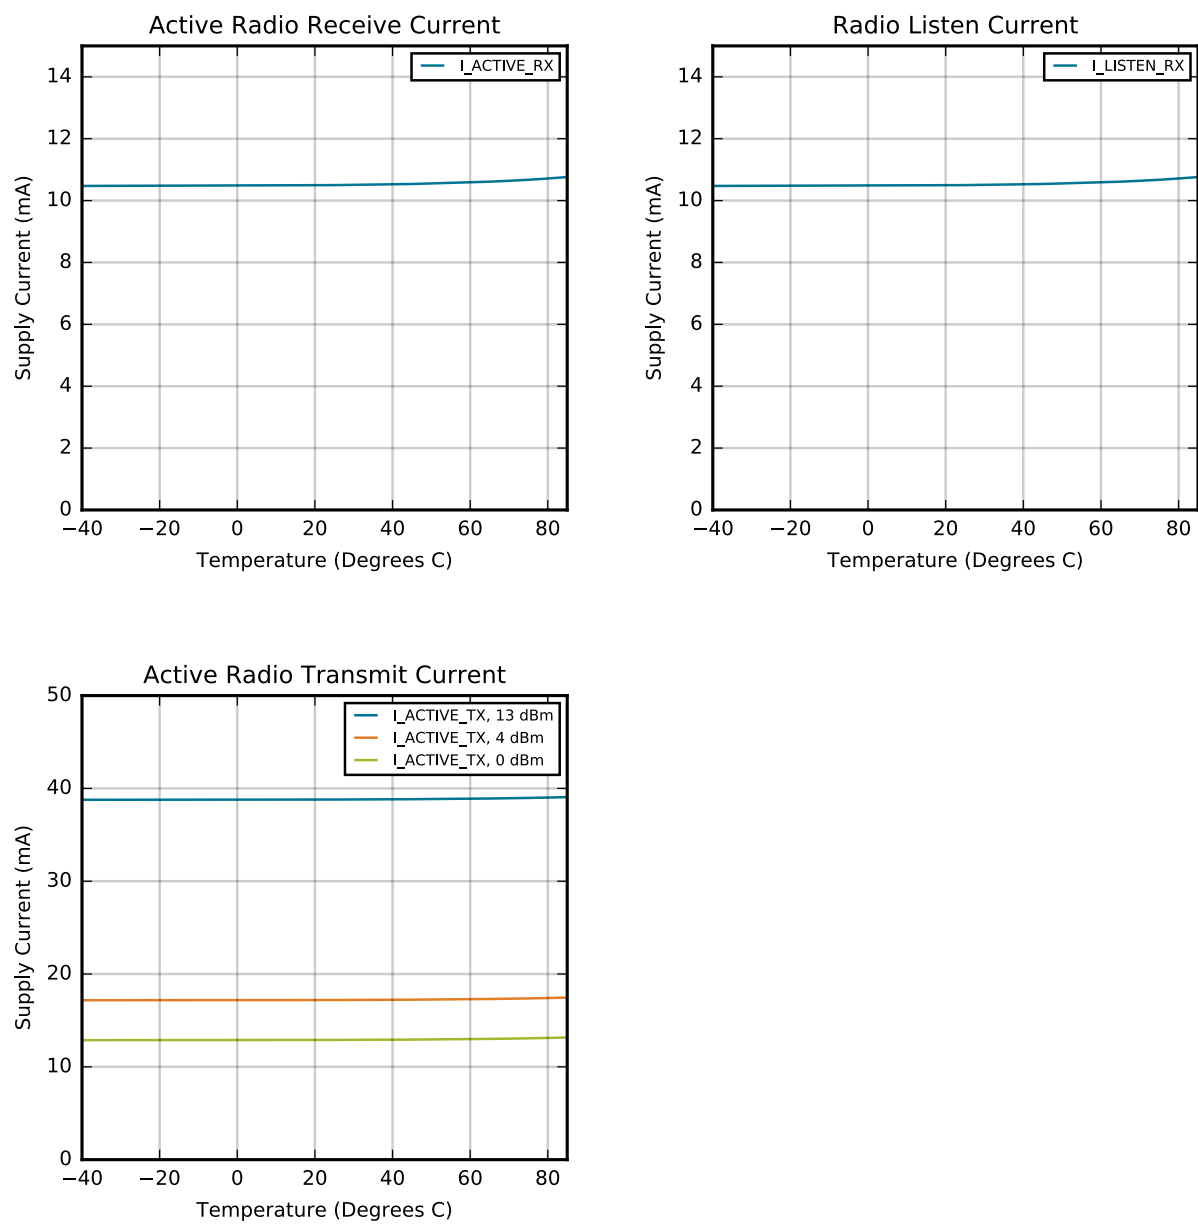 Active Radio Receive Current
I_ACTIVE_RX
14
12
10
8
6
4
2
0
Supply Current (mA)
−40 −20 0 20 40 60 80
Temperature (Degrees C)
Radio Listen Current
I_LISTEN_RX
14
12
10
8
6
4
2
0
Supply Current (mA)
−40 −20 0 20 40 60 80
Temperature (Degrees C)
Active Radio Transmit Current
I_ACTIVE_TX, 13 dBm
I_ACTIVE_TX, 4 dBm
I_ACTIVE_TX, 0 dBm
50
40
30
20
10
0
Supply Current (mA)
−40 −20 0 20 40 60 80
Temperature (Degrees C)